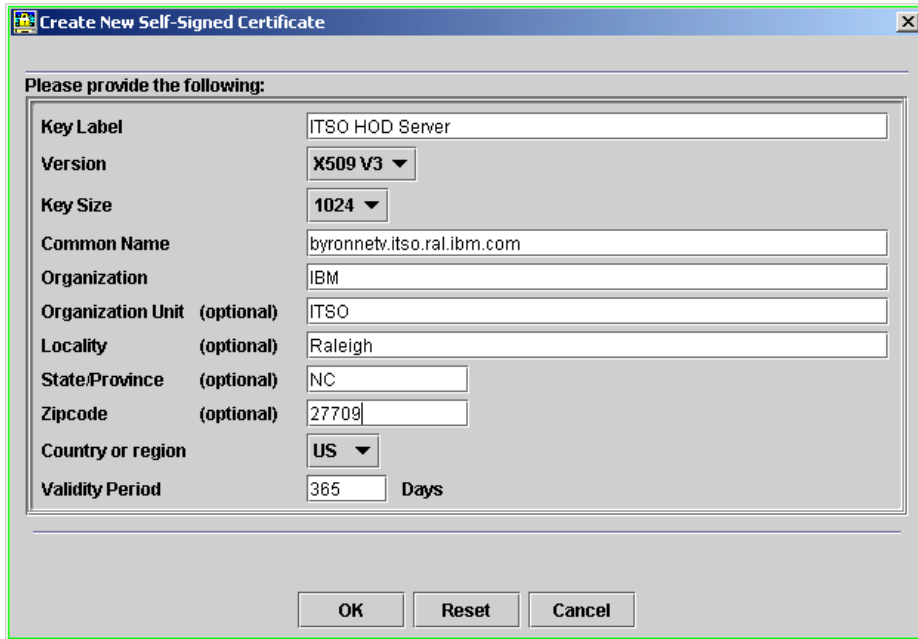 Create New Self-Signed Certificate
Please provide the following:
Key Label ITSO HOD Server
Version X509 V3
Key Size 1024
Common Name byronnetv.itso.ral.ibm.com
Organization IBM
Organization Unit (optional) ITSO
Locality (optional) Raleigh
State/Province (optional) NC
Zipcode (optional) 27709
Country or region US
Validity Period 365 Days
OK Reset Cancel